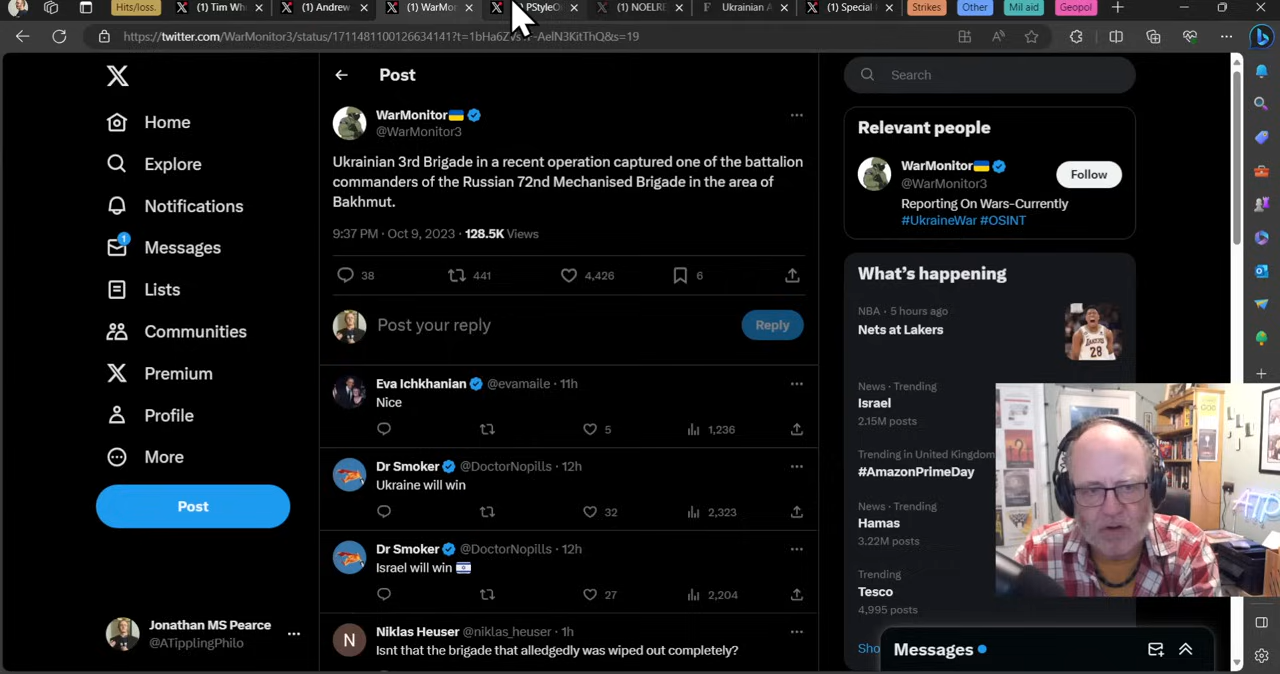 Hits/loss.
(1) Tim Wh
(1) Andrew
(1) WarMor
PStyleO
(1) NOELRE
Ukrainian A
(1) Special
Strikes
Other
Mil aid
Geopol
https://twitter.com/WarMonitor3/status/1711481100126634141?t=1bHa6ZVs
-AelN3KitThQ&s=19
Home
Explore
Notifications
1
Messages
Lists
Communities
Premium
Profile
More
Post
Jonathan MS Pearce
@ATipplingPhilo
Post
WarMonitor
@WarMonitor3
Ukrainian 3rd Brigade in a recent operation captured one of the battalion
commanders of the Russian 72nd Mechanised Brigade in the area of
Bakhmut.
9:37 PM · Oct 9, 2023 · 128.5K Views
38 441 4,426 6
Post your reply
Reply
Eva Ichkhanian @evamaile · 11h
Nice
5 1,236
Dr Smoker @DoctorNopills · 12h
Ukraine will win
32 2,323
Dr Smoker @DoctorNopills · 12h
Israel will win
27 2,204
N
Niklas Heuser @niklas_heuser · 1h
Isnt that the brigade that alledgedly was wiped out completely?
Search
Relevant people
WarMonitor
@WarMonitor3
Follow
Reporting On Wars-Currently
#UkraineWar #OSINT
What's happening
NBA · 5 hours ago
Nets at Lakers
News · Trending
Israel
2.15M posts
Trending in United Kingdom
#AmazonPrimeDay
News · Trending
Hamas
3.22M posts
Trending
Tesco
4,995 posts
Sho
Messages
ATP